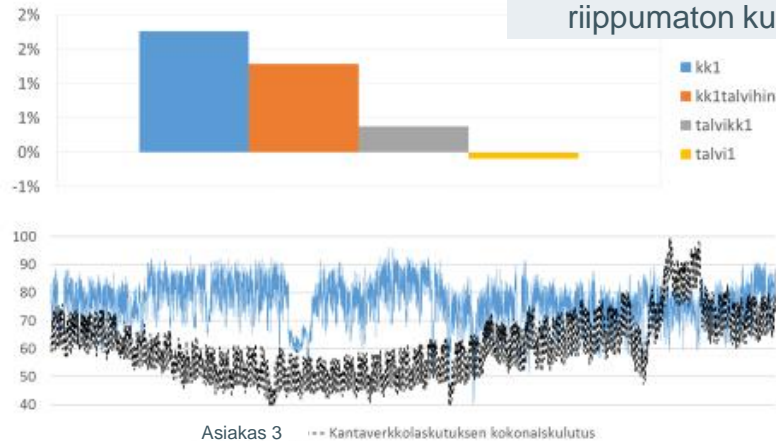 riippumaton ku
2%
2%
1%
1%
0%
-1%
kk1
kk1talvihin
talvikk1
talvi1
100
90
80
70
60
50
40
Asiakas 3
Kantaverkkolaskutuksen kokonaiskulutus